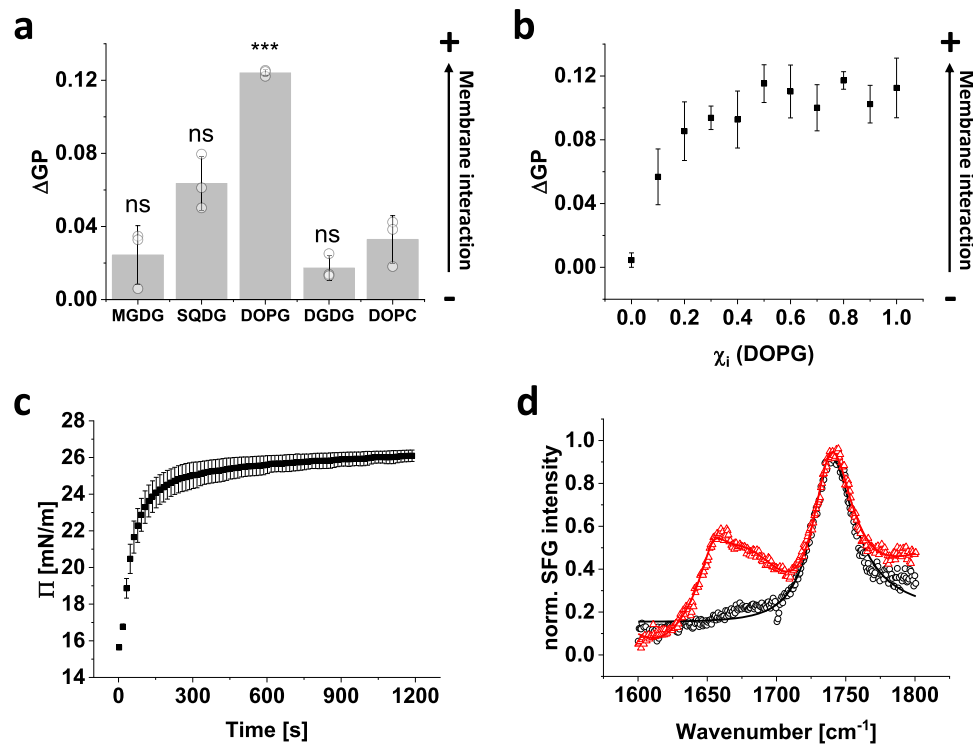 a
ΔGP
0.12
0.08
0.04
0.00
ns
ns
***
ns
MGDG SQDG DOPG DGDG DOPC
+
Membrane interaction
-
b
ΔGP
0.12
0.08
0.04
0.00
0.0 0.2 0.4 0.6 0.8 1.0
χi (DOPG)
+
Membrane interaction
-
c
Π [mN/m]
28
26
24
22
20
18
16
14
0 300 600 900 1200
Time [s]
d
norm. SFG intensity
1.0
0.8
0.6
0.4
0.2
0.0
1600 1650 1700 1750 1800
Wavenumber [cm⁻¹]